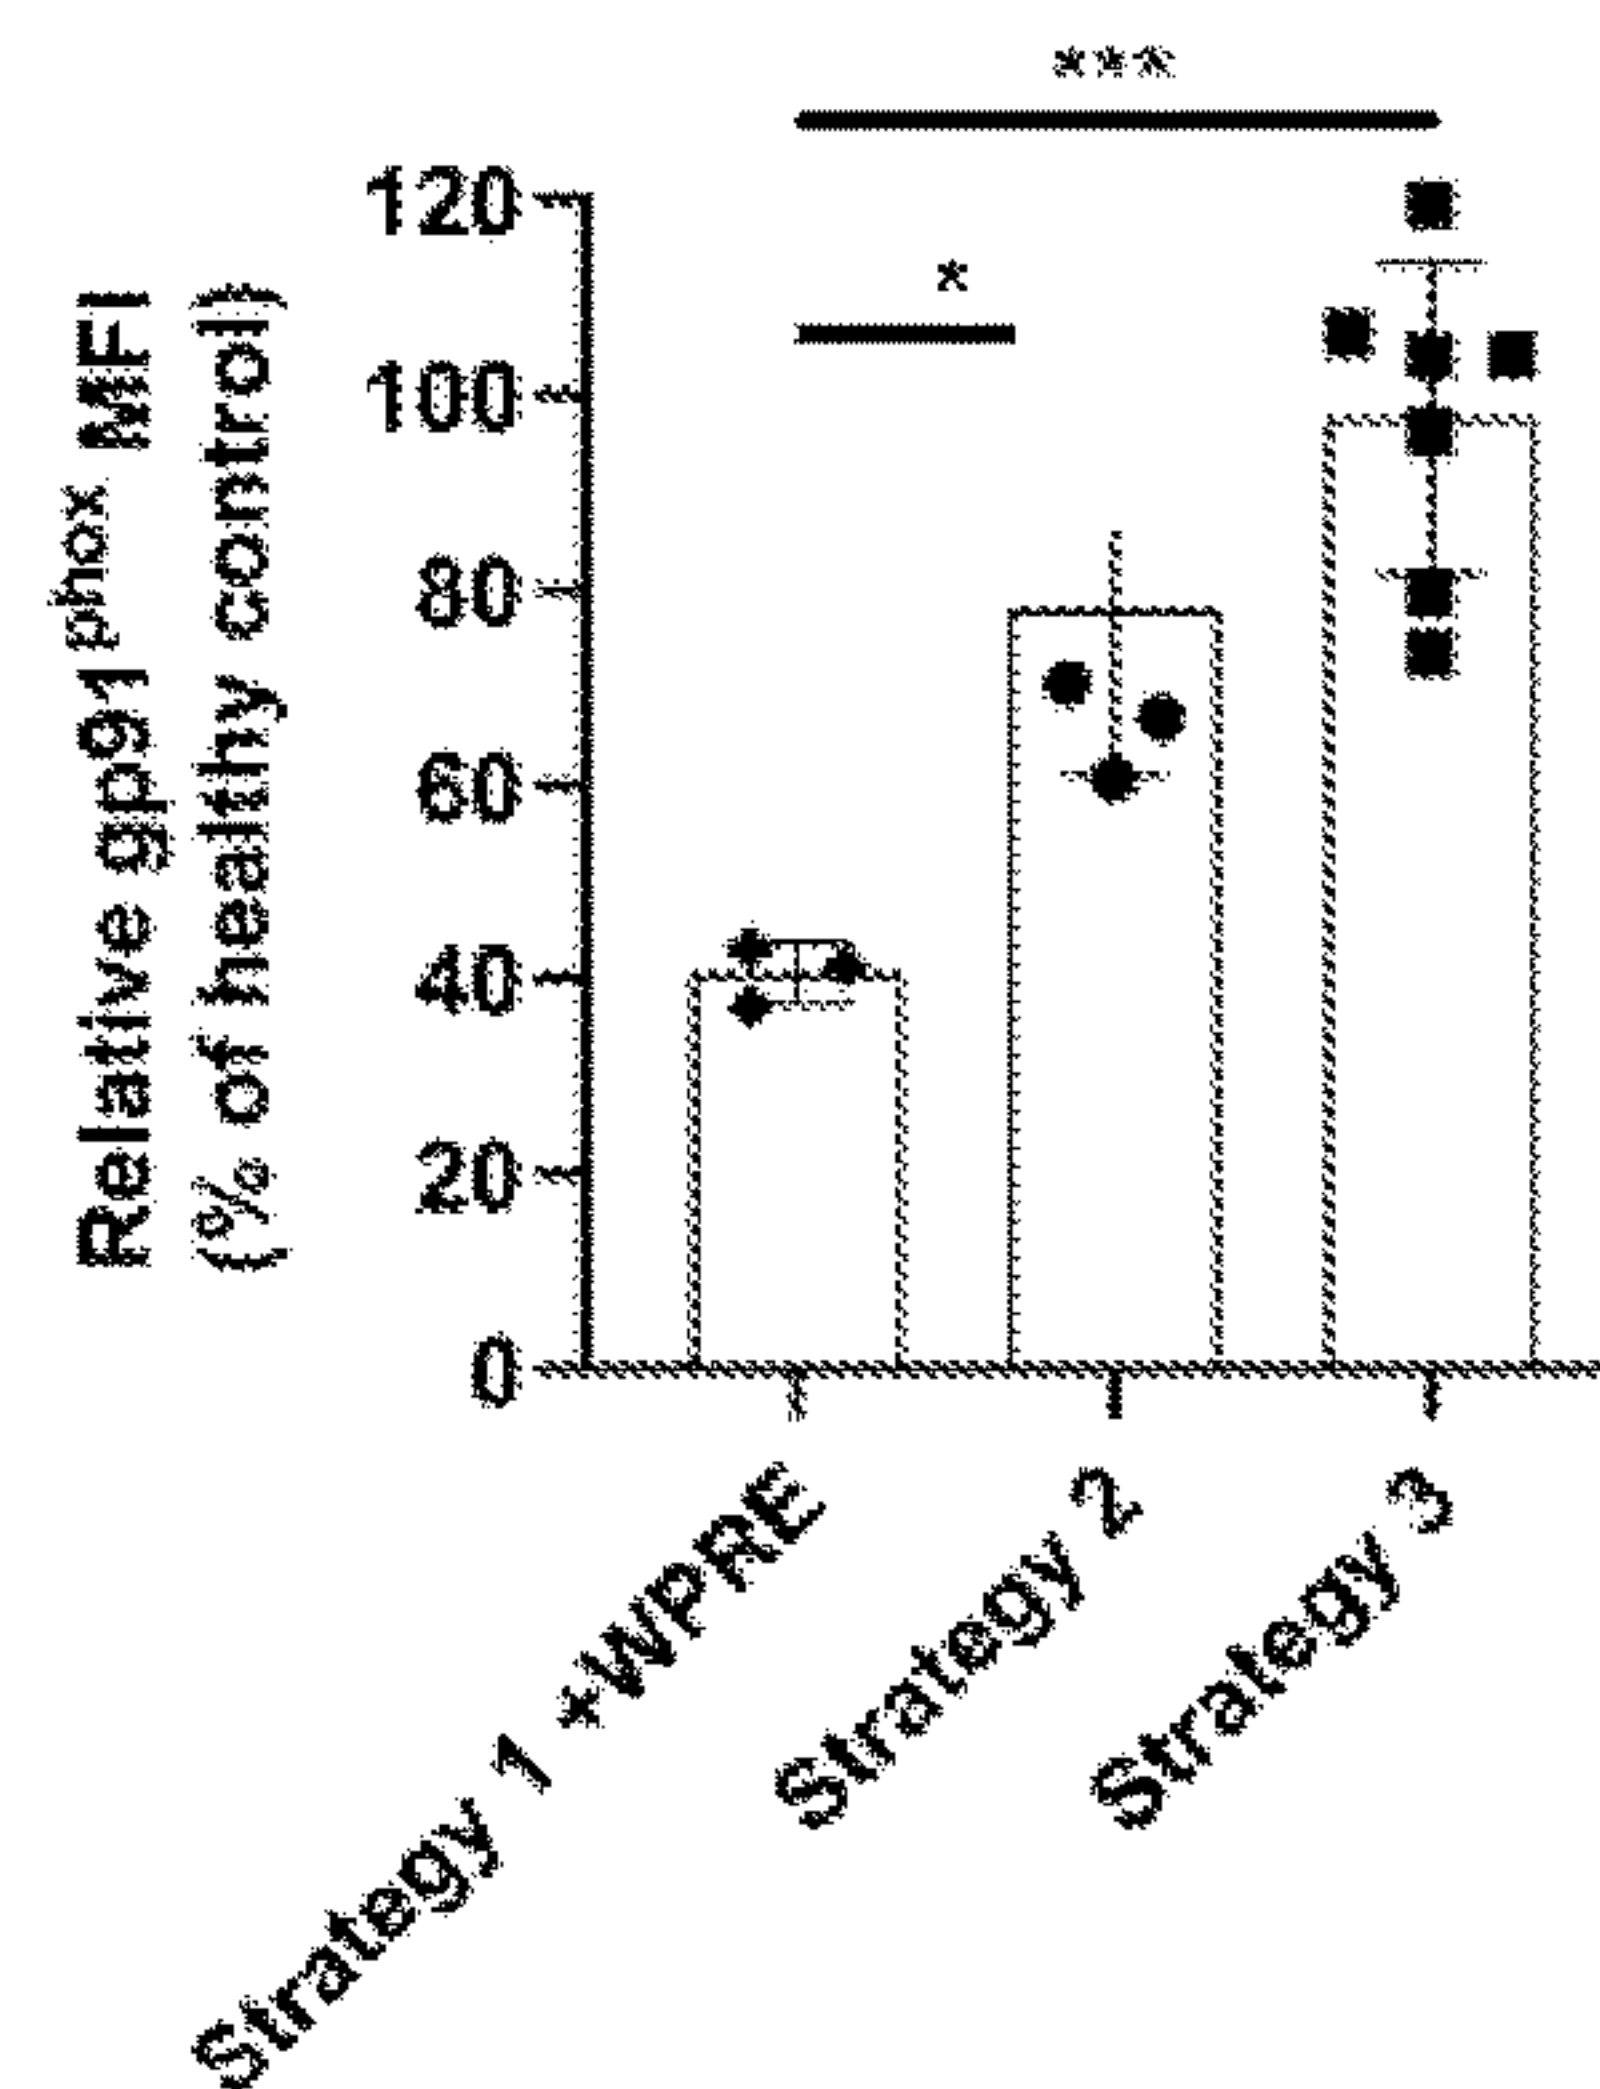 ***
*
120
100
80
60
40
20
0
Relative gp91phox MFI
(% of healthy control)
Strategy 1 +WPRE
Strategy 2
Strategy 3